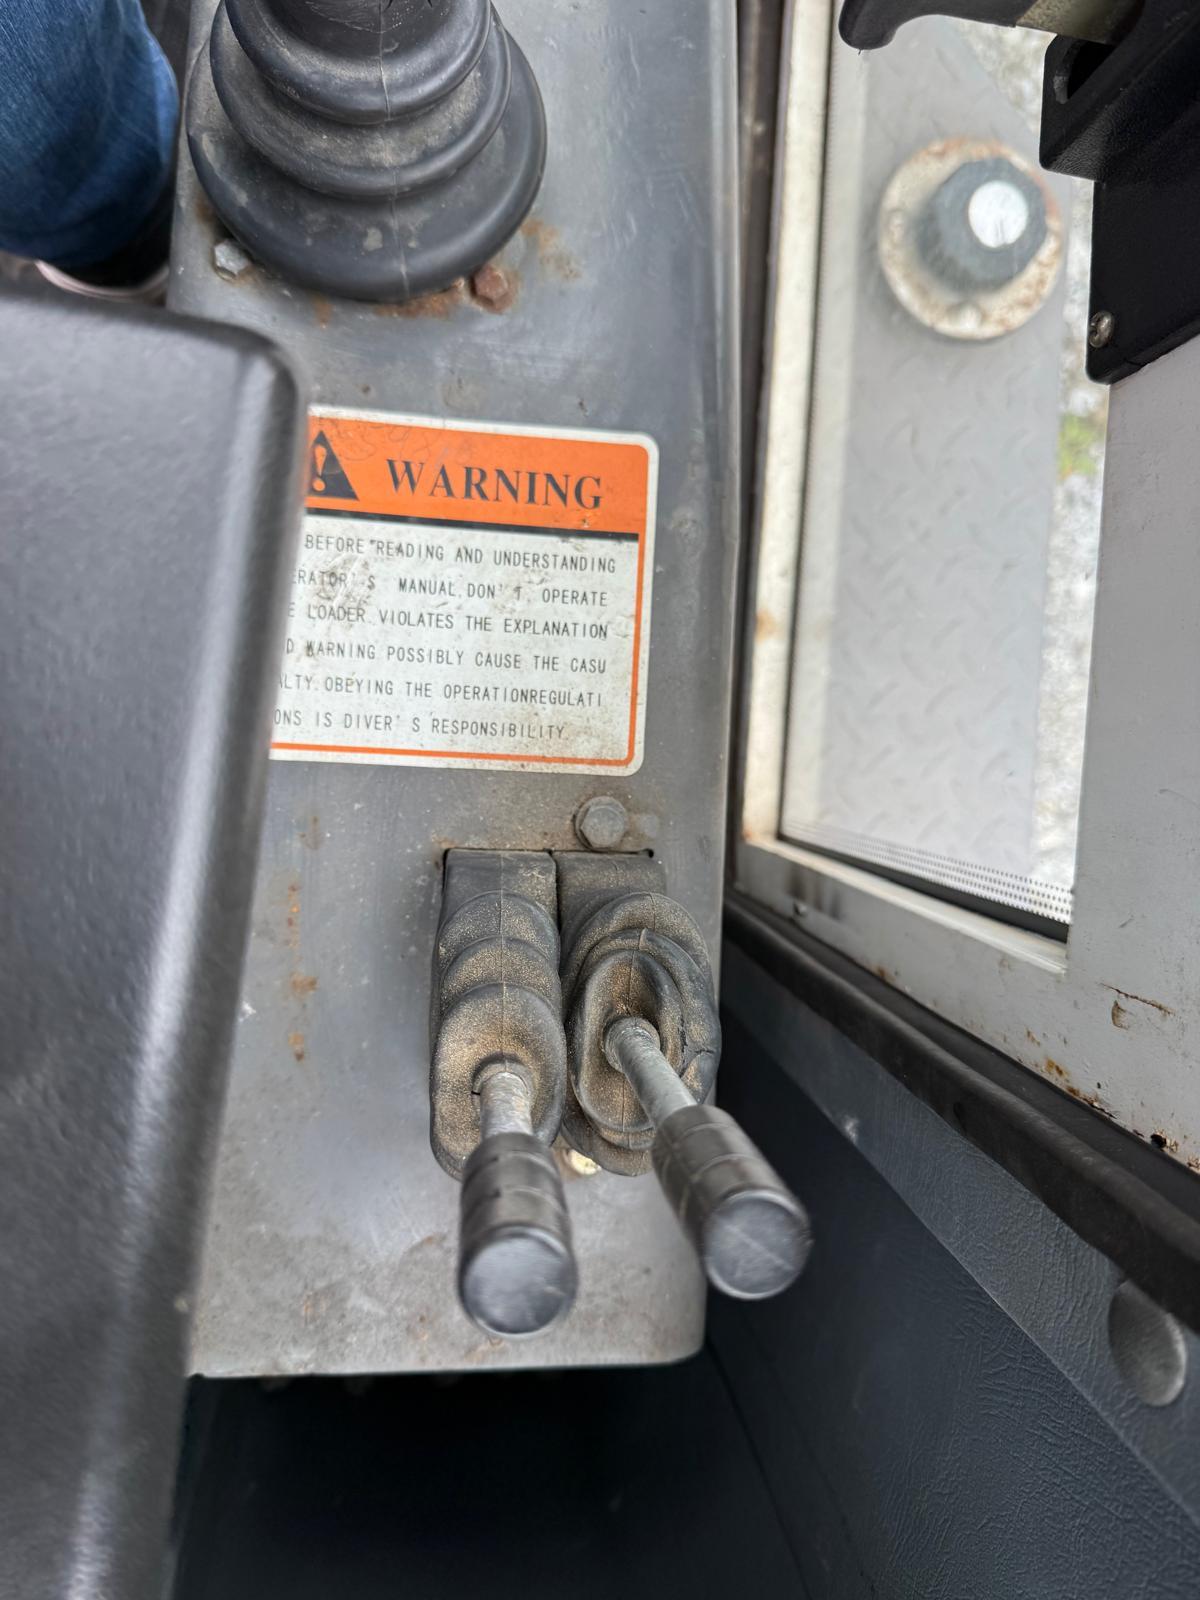 WARNING
BEFORE READING AND UNDERSTANDING
ERATOR'S MANUAL, DON'T OPERATE
E LOADER. VIOLATES THE EXPLANATION
D WARNING POSSIBLY CAUSE THE CASU
ALTY. OBEYING THE OPERATIONREGULATI
ONS IS DIVER'S RESPONSIBILITY.